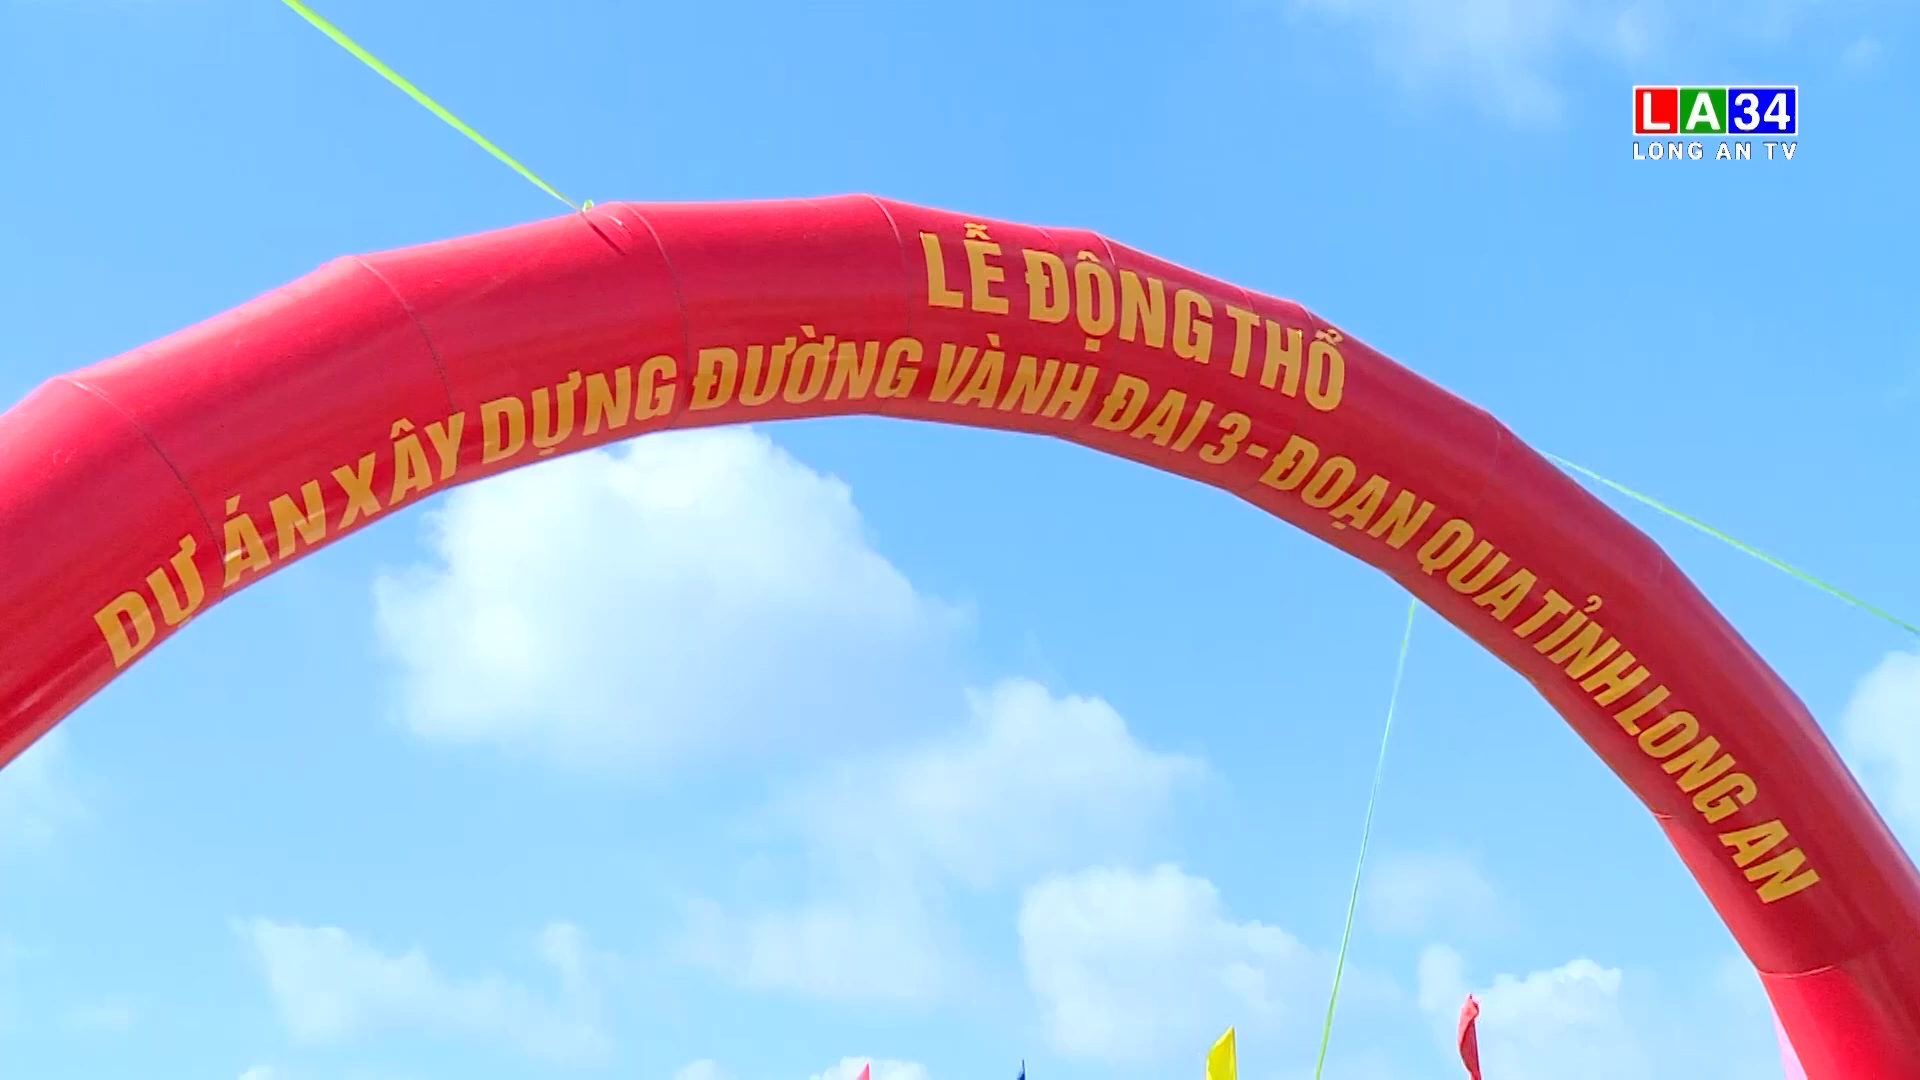 LA34
LONG AN TV
LỄ ĐỘNG THỔ
DỰ ÁN XÂY DỰNG ĐƯỜNG VÀNH ĐAI 3 - ĐOẠN QUA TỈNH LONG AN